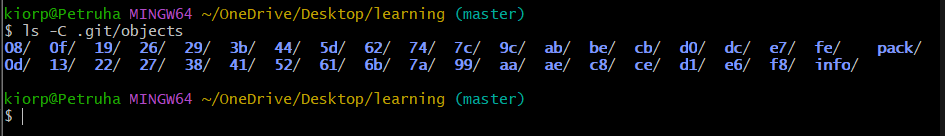 kiorp@Petruha MINGW64 ~/OneDrive/Desktop/learning (master)
$ ls -C .git/objects
08/ 0f/ 19/ 26/ 29/ 3b/ 44/ 5d/ 62/ 74/ 7c/ 9c/ ab/ be/ cb/ d0/ dc/ e7/ fe/ pack/
0d/ 13/ 22/ 27/ 38/ 41/ 52/ 61/ 6b/ 7a/ 99/ aa/ ae/ c8/ ce/ d1/ e6/ f8/ info/
kiorp@Petruha MINGW64 ~/OneDrive/Desktop/learning (master)
$